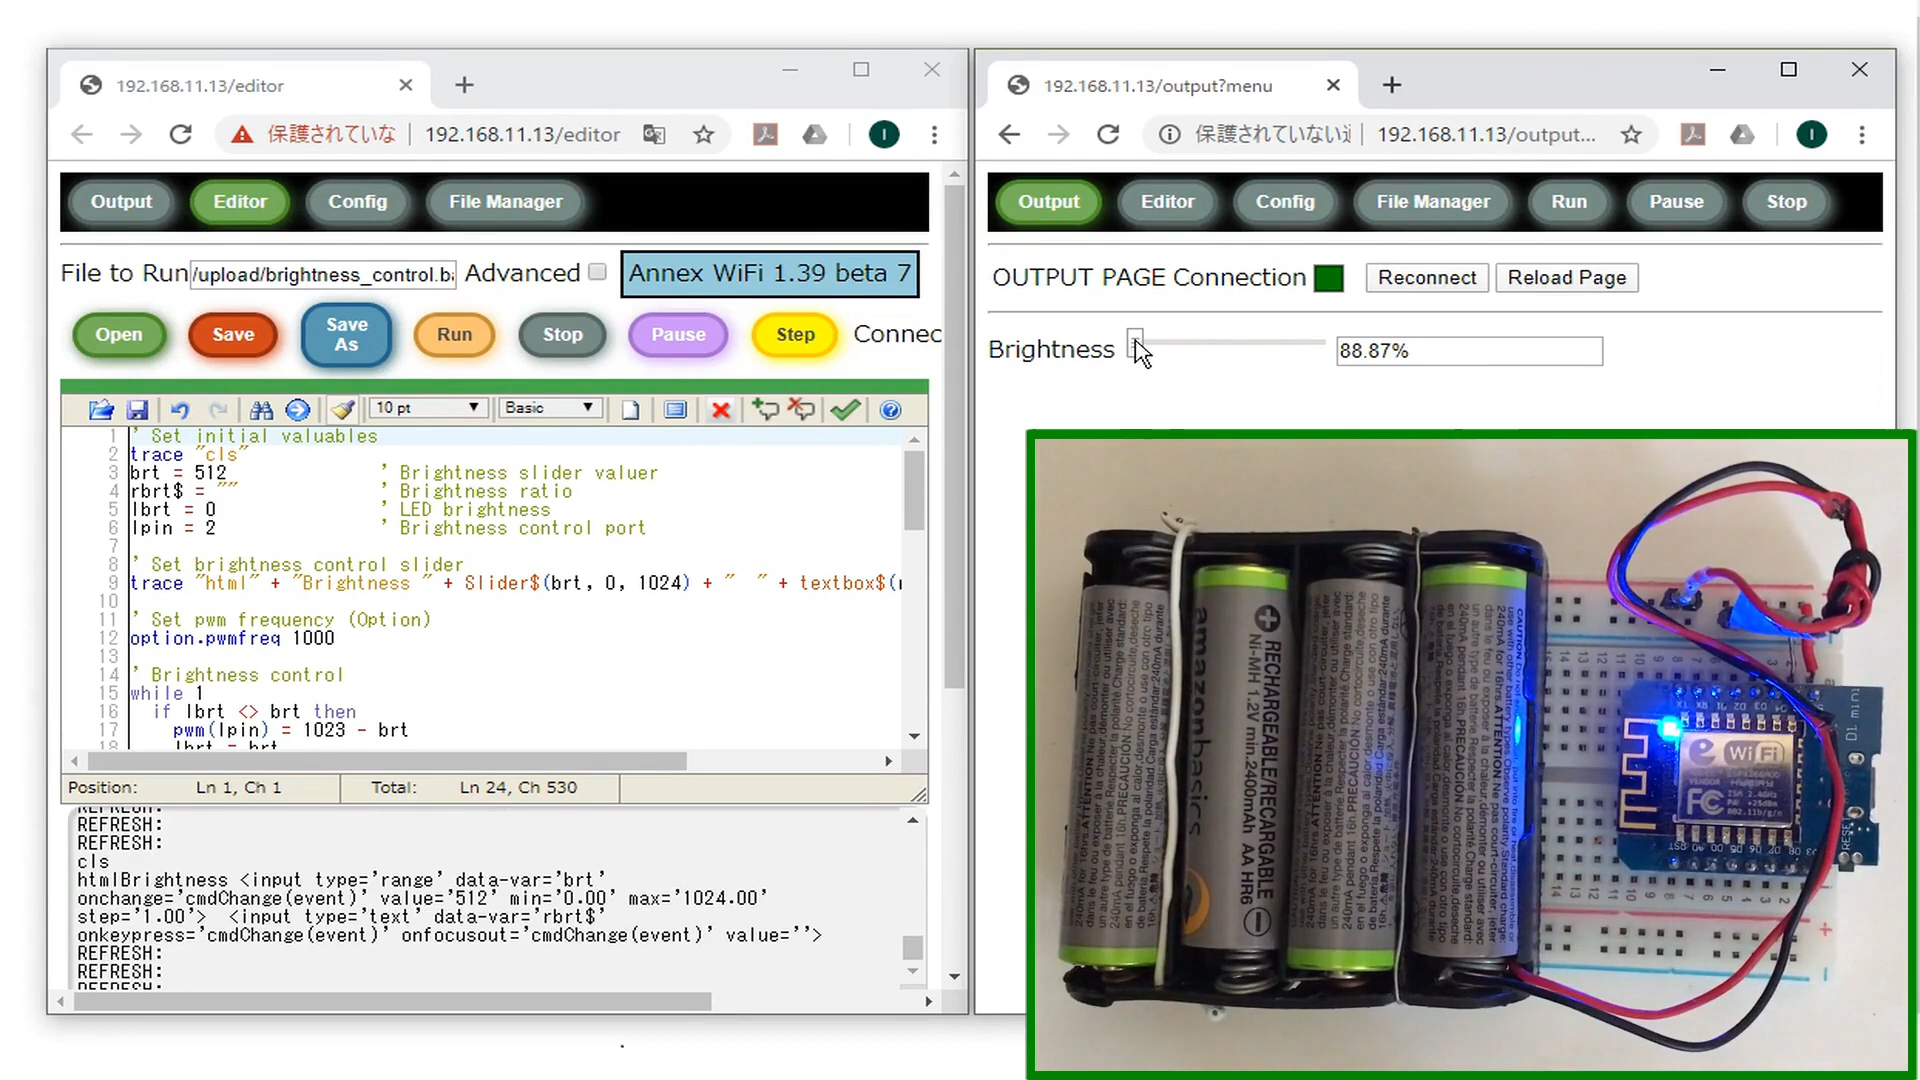 192.168.11.13/editor
保護されていな
192.168.11.13/editor
Output
Editor
Config
File Manager
File to Run
/upload/brightness_control.ba
Advanced
Annex WiFi 1.39 beta 7
Open
Save
Save
As
Run
Stop
Pause
Step
Connec
10 pt
Basic
1 ' Set initial valuables
2 trace "cls"
3 brt = 512 ' Brightness slider valuer
4 rbrt$ = "" ' Brightness ratio
5 lbrt = 0 ' LED brightness
6 lpin = 2 ' Brightness control port
7
8 ' Set brightness control slider
9 trace "html" + "Brightness " + Slider$(brt, 0, 1024) + "  " + textbox$(r
10
11 ' Set pwm frequency (Option)
12 option.pwmfreq 1000
13
14 ' Brightness control
15 while 1
16 if lbrt <> brt then
17 pwm(lpin) = 1023 - brt
18 lbrt = brt
Position: Ln 1, Ch 1 Total: Ln 24, Ch 530
REFRESH:
REFRESH:
REFRESH:
cls
htmlBrightness <input type='range' data-var='brt'
onchange='cmdChange(event)' value='512' min='0.00' max='1024.00'
step='1.00'>  <input type='text' data-var='rbrt$'
onkeypress='cmdChange(event)' onfocusout='cmdChange(event)' value=''>
REFRESH:
REFRESH:
REFRESH:
192.168.11.13/output?menu
保護されていない
192.168.11.13/output...
I
I
Output
Editor
Config
File Manager
Run
Pause
Stop
OUTPUT PAGE Connection
Reconnect
Reload Page
Brightness
88.87%
amazonbasics
RECHARGEABLE/RECARGABLE
Ni-MH 1.2V min.2400mAh AA HR6
WiFi
FC
D1 mini
RESET